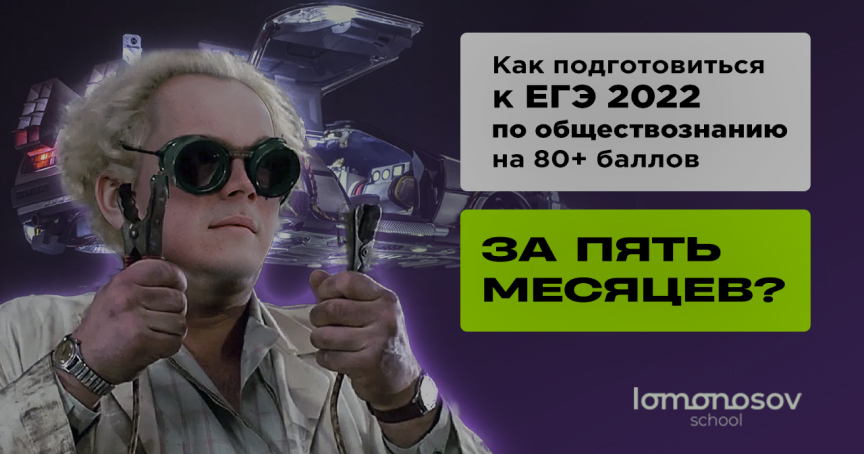 Как подготовиться
к ЕГЭ 2022
по обществознанию
на 80+ баллов
ЗА ПЯТЬ
МЕСЯЦЕВ?
lomonosov
school